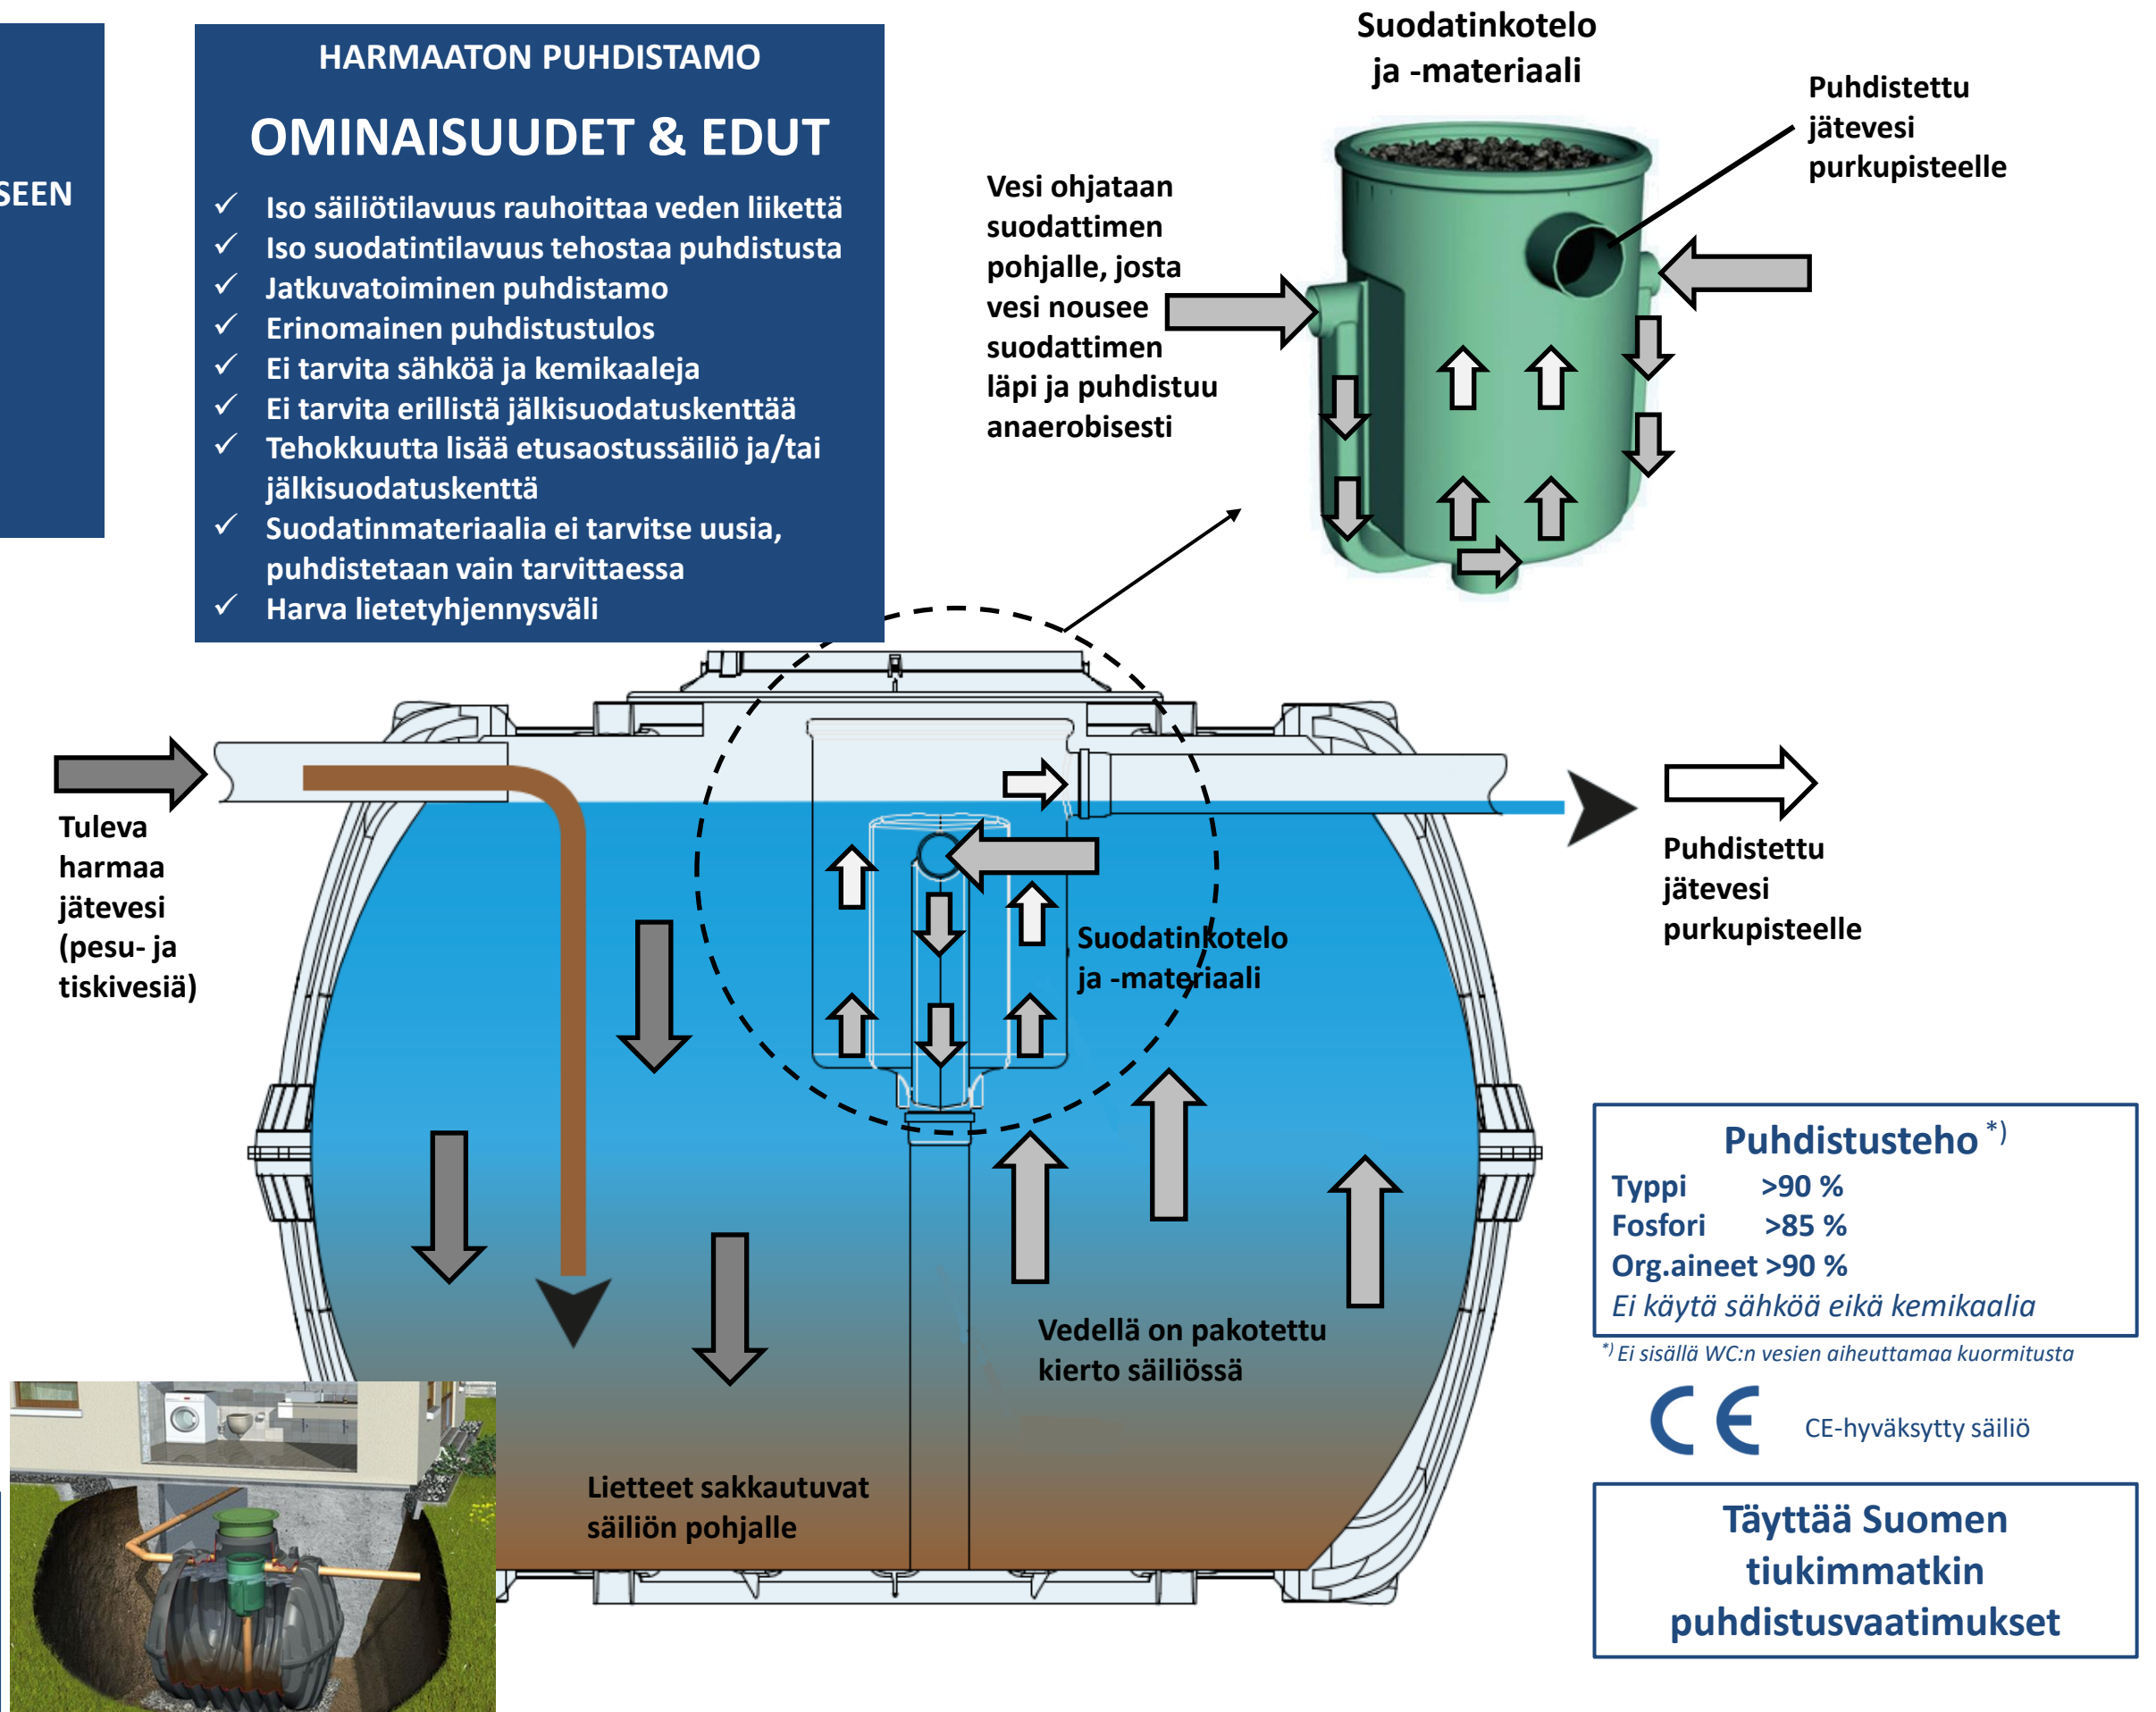 SEEN
HARMAATON PUHDISTAMO
OMINAISUUDET & EDUT
✓ Iso säiliötilavuus rauhoittaa veden liikettä
✓ Iso suodatintilavuus tehostaa puhdistusta
✓ Jatkuvatoiminen puhdistamo
✓ Erinomainen puhdistustulos
✓ Ei tarvita sähköä ja kemikaaleja
✓ Ei tarvita erillistä jälkisuodatuskenttää
✓ Tehokkuutta lisää etusaostussäiliö ja/tai
jälkisuodatuskenttä
✓ Suodatinmateriaalia ei tarvitse uusia,
puhdistetaan vain tarvittaessa
✓ Harva lietetyhjennysväli
Suodatinkotelo
ja -materiaali
Puhdistettu
jätevesi
purkupisteelle
Vesi ohjataan
suodattimen
pohjalle, josta
vesi nousee
suodattimen
läpi ja puhdistuu
anaerobisesti
Tuleva
harmaa
jätevesi
(pesu- ja
tiskivesiä)
Suodatinkotelo
ja -materiaali
Puhdistettu
jätevesi
purkupisteelle
Vedellä on pakotettu
kierto säiliössä
Lietteet sakkautuvat
säiliön pohjalle
Puhdistusteho *)
Typpi >90 %
Fosfori >85 %
Org.aineet >90 %
Ei käytä sähköä eikä kemikaalia
*) Ei sisällä WC:n vesien aiheuttamaa kuormitusta
CE CE-hyväksytty säiliö
Täyttää Suomen
tiukimmatkin
puhdistusvaatimukset